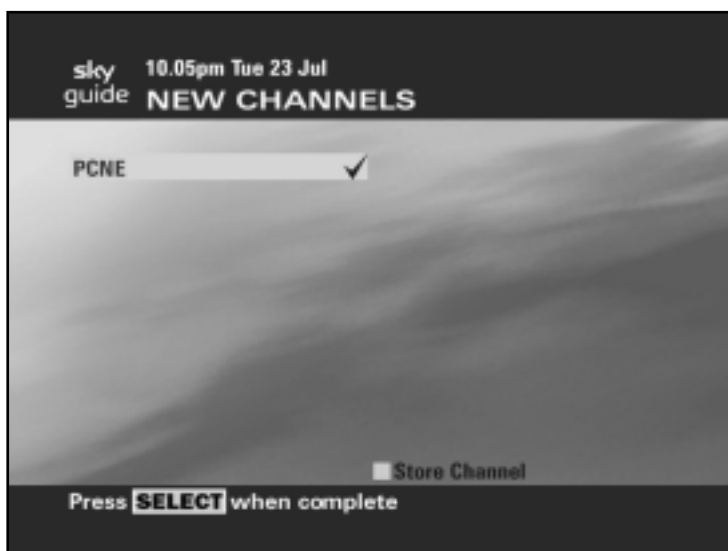 sky 10.05pm Tue 23 Jul
guide NEW CHANNELS
PCNE
Store Channel
Press SELECT when complete